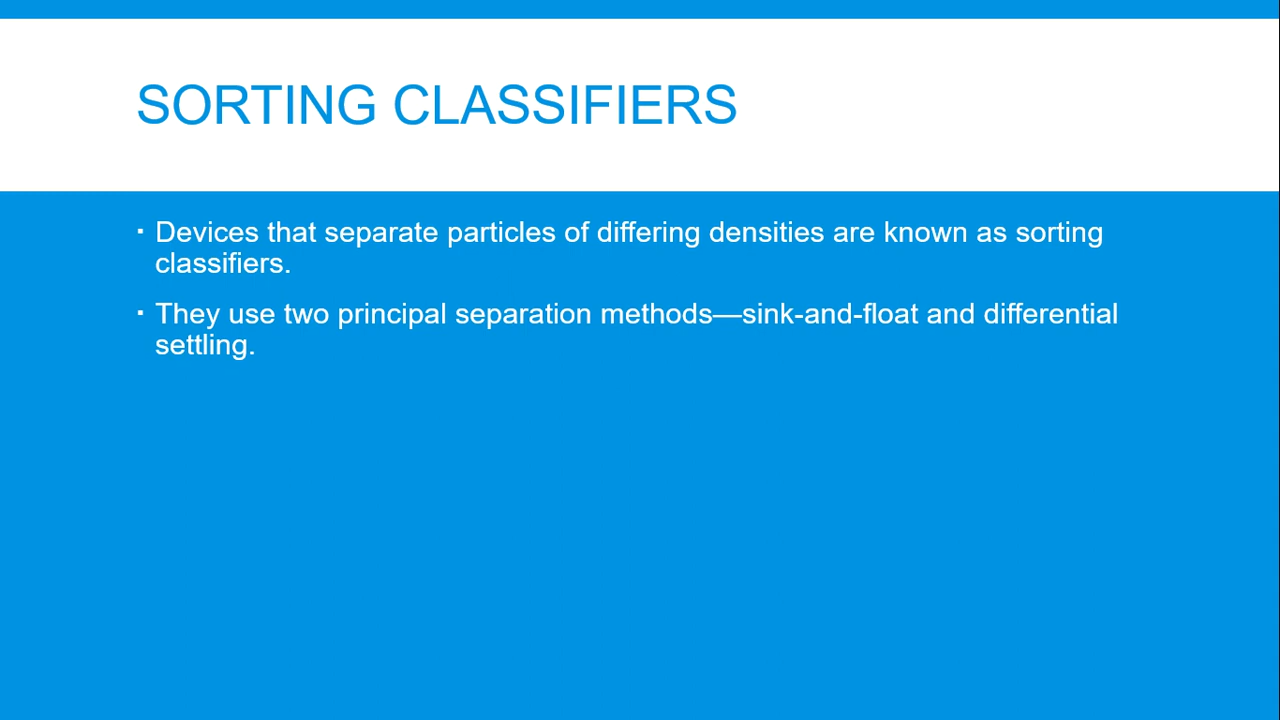 SORTING CLASSIFIERS
▪ Devices that separate particles of differing densities are known as sorting
classifiers.
▪ They use two principal separation methods—sink-and-float and differential
settling.